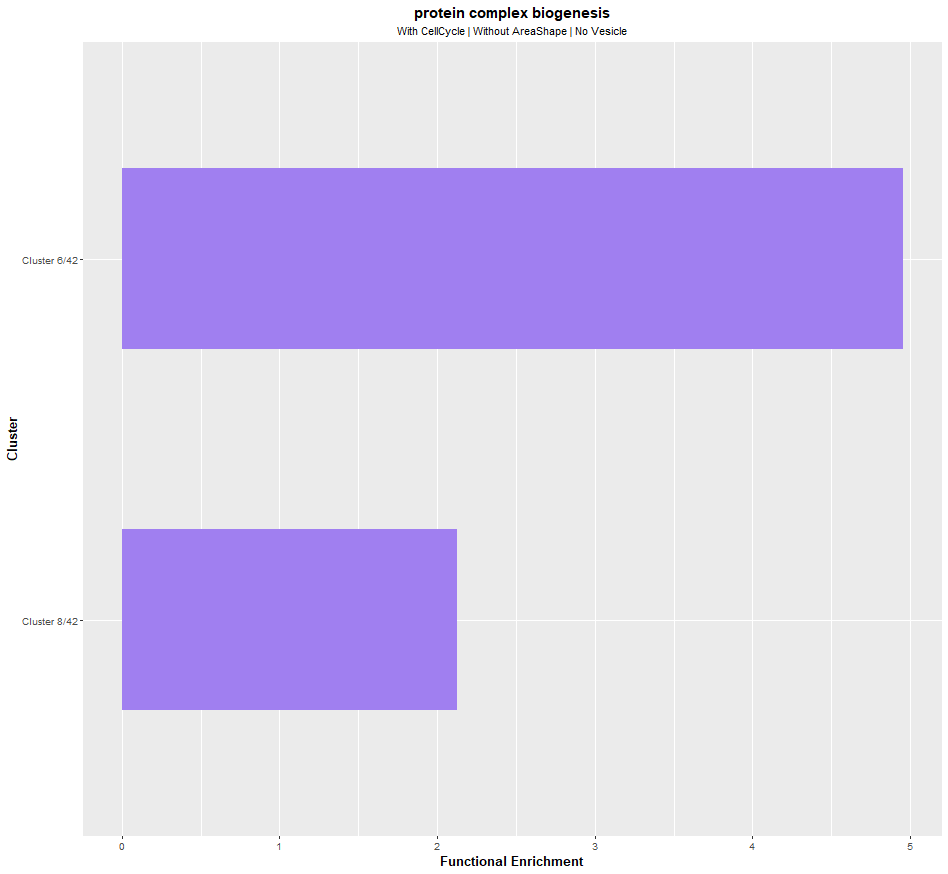 protein complex biogenesis
With CellCycle | Without AreaShape | No Vesicle
Cluster
Cluster 6/42
Cluster 8/42
0 1 2 3 4 5
Functional Enrichment